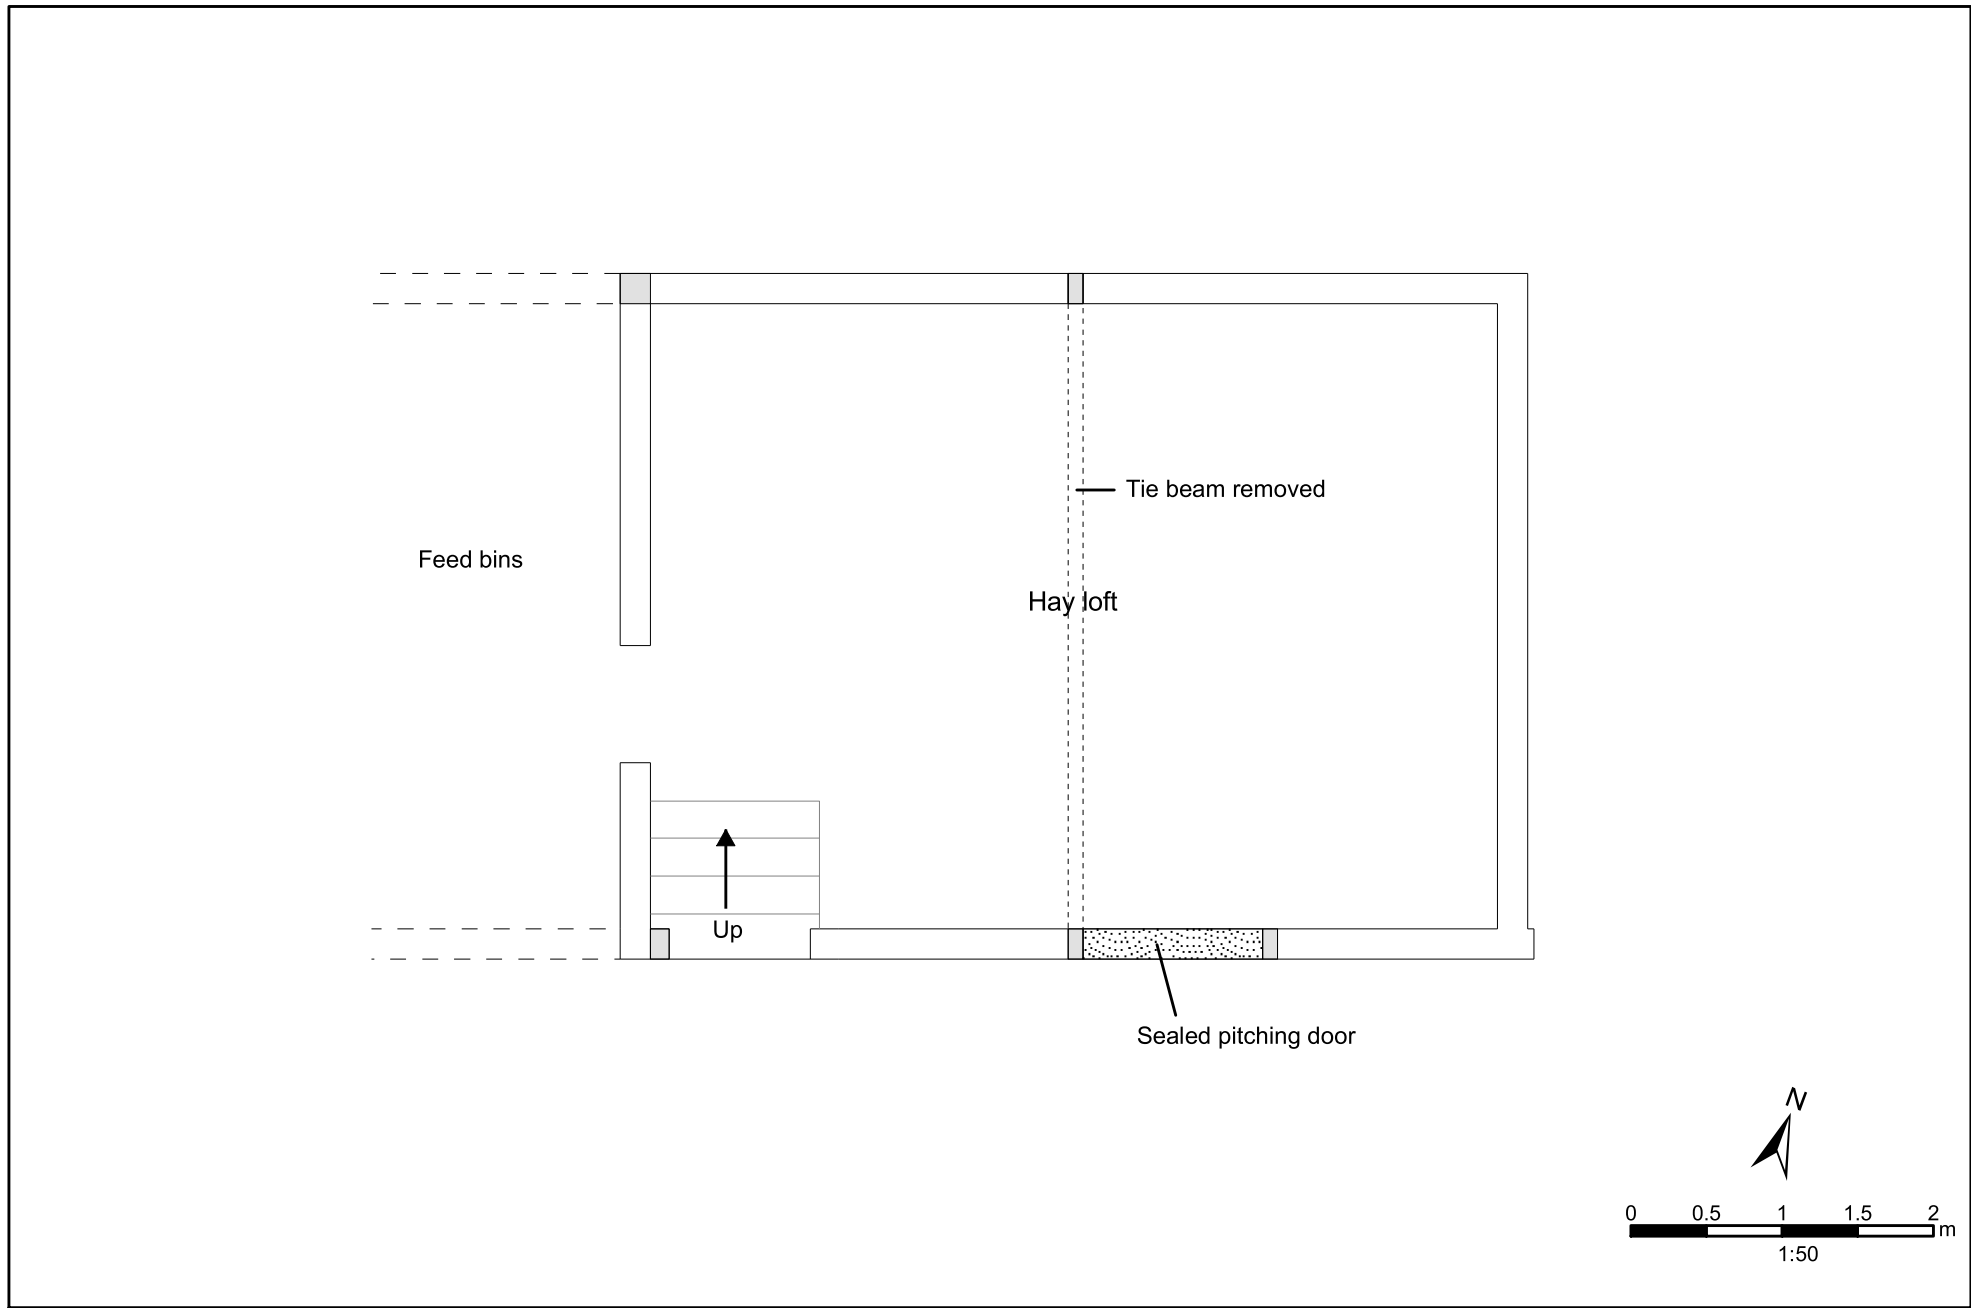 Tie beam removed
Feed bins
Hay loft
Up
Sealed pitching door
N
0 0.5 1 1.5 2
m
1:50